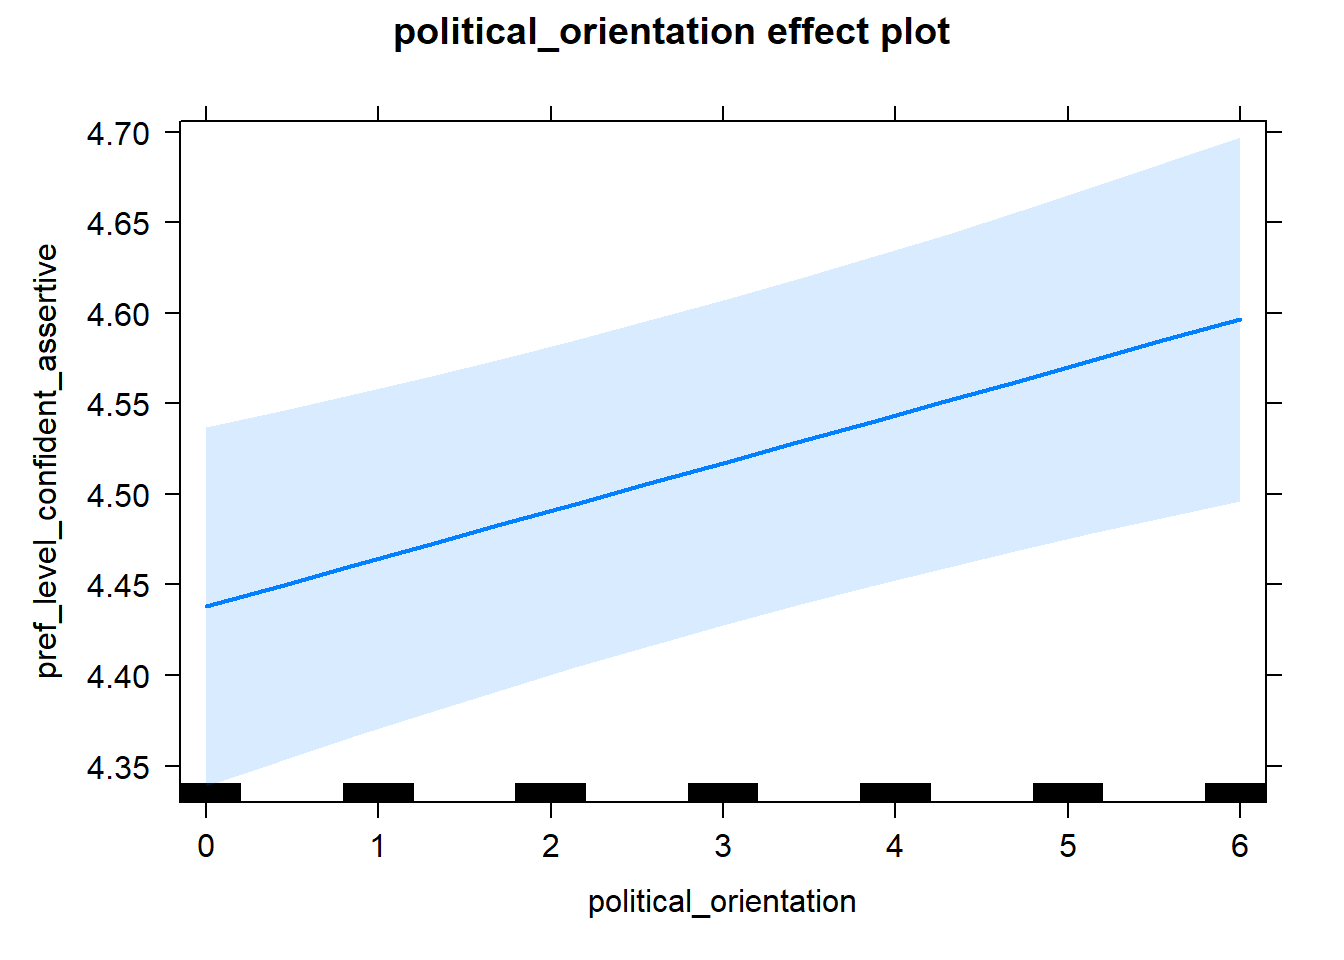 political_orientation effect plot
4.70
4.65
4.60
4.55
4.50
4.45
4.40
4.35
pref_level_confident_assertive
0 1 2 3 4 5 6
political_orientation